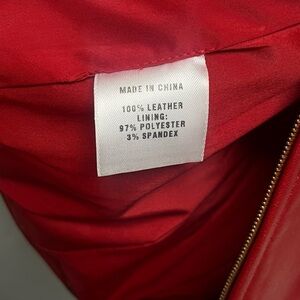 MADE IN CHINA
100% LEATHER
LINING:
97% POLYESTER
3% SPANDEX